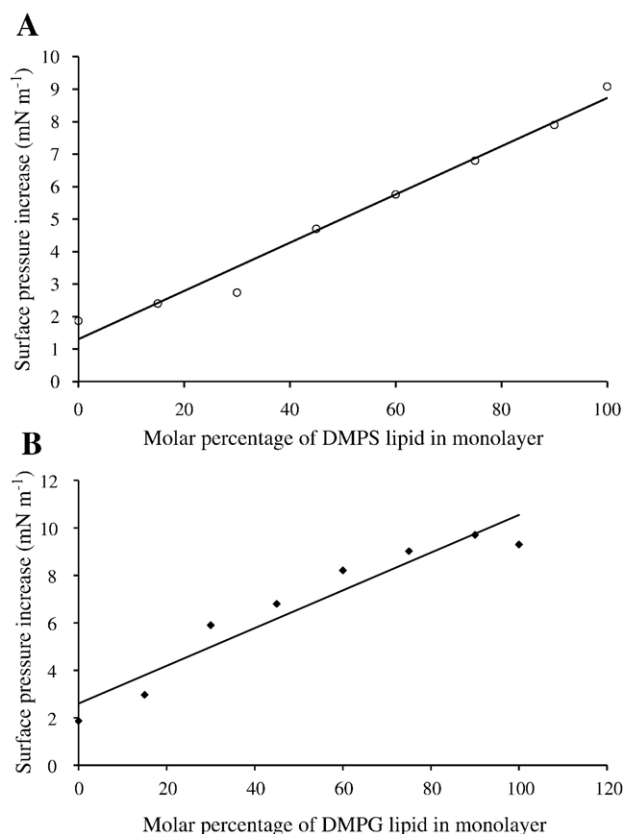 A
Surface pressure increase (mN m⁻¹)
10
9
8
7
6
5
4
3
2
1
0
0 20 40 60 80 100
Molar percentage of DMPS lipid in monolayer
B
Surface pressure increase (mN m⁻¹)
12
10
8
6
4
2
0
0 20 40 60 80 100 120
Molar percentage of DMPG lipid in monolayer